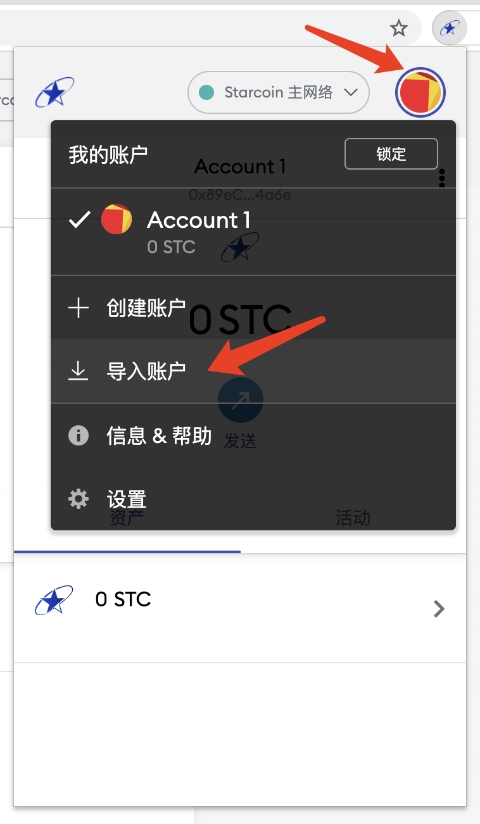 rco
Starcoin 主网络
我的账户
锁定
Account 1
0x89eC...4a6e
Account 1
0 STC
创建账户
0 STC
导入账户
信息 & 帮助
发送
设置
资产
活动
0 STC